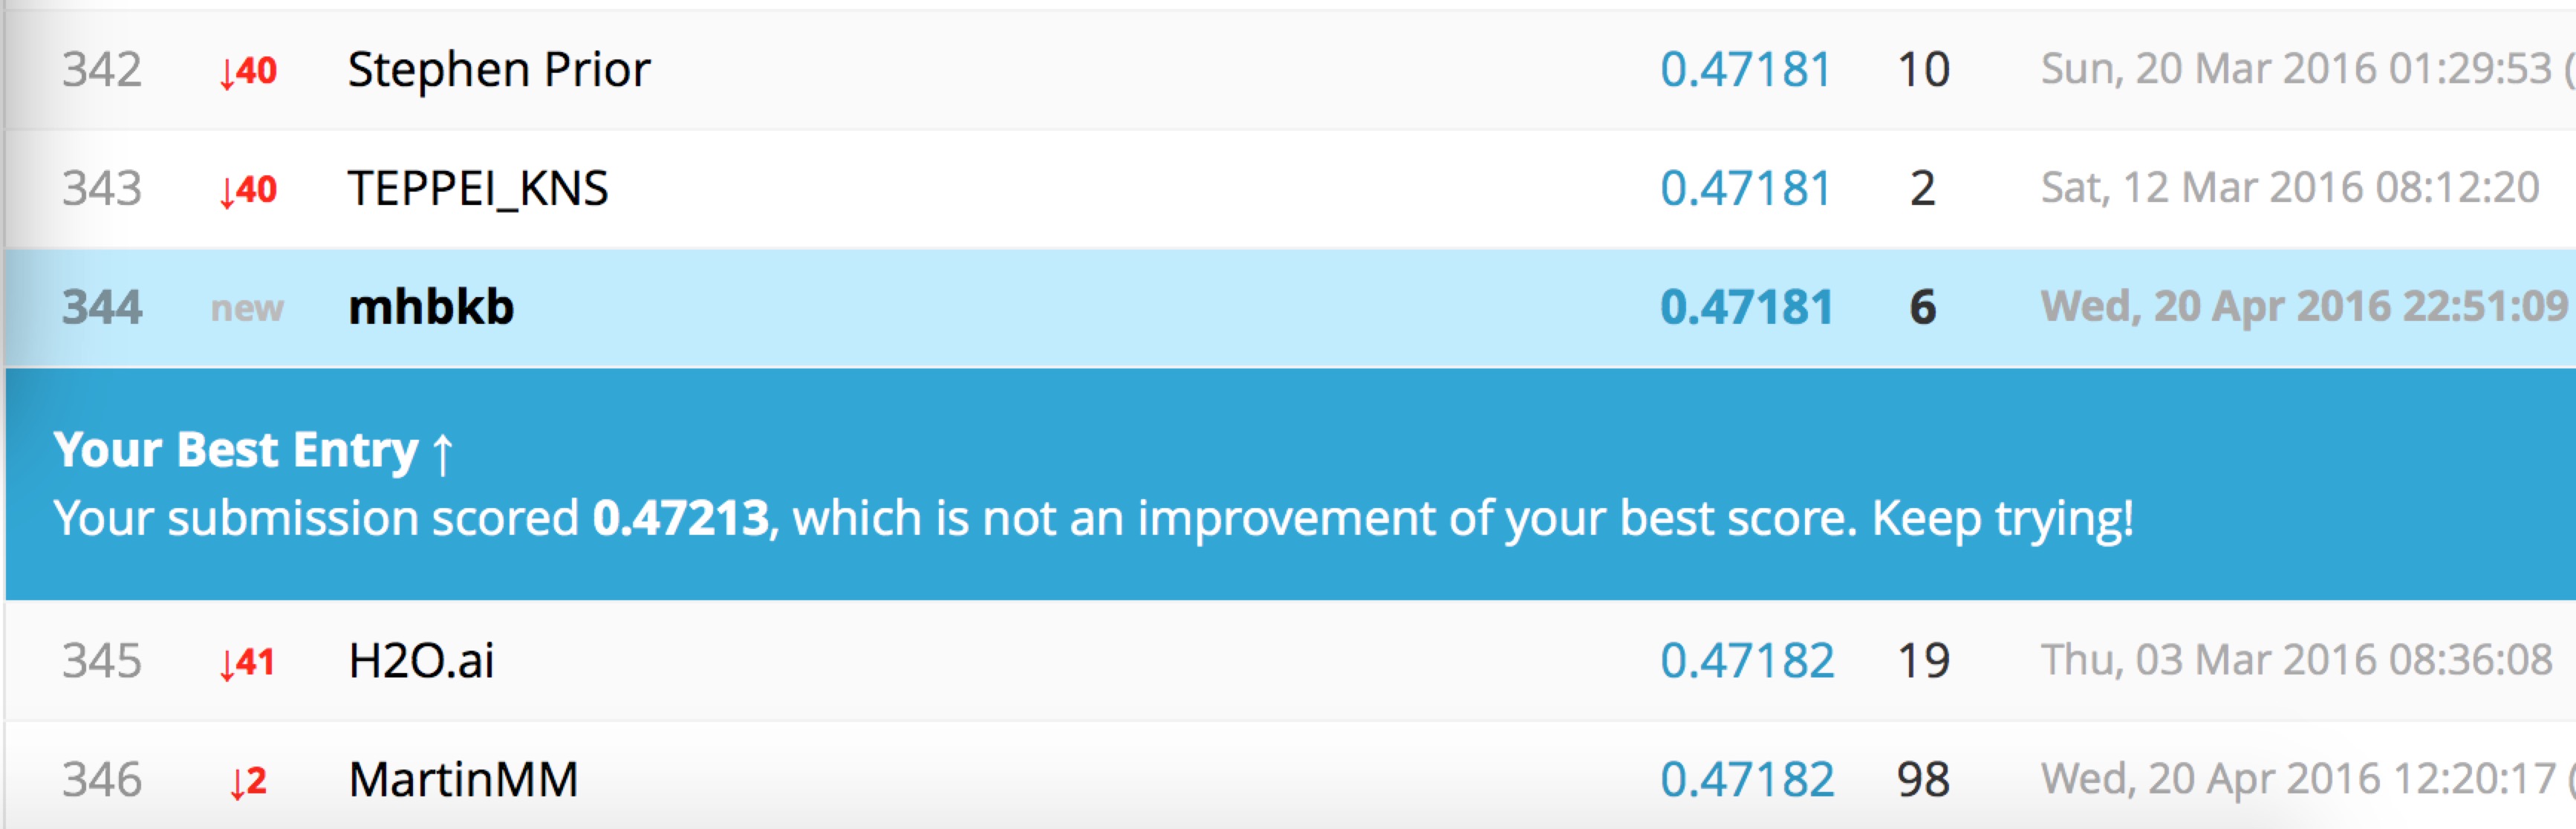 342 ↓40 Stephen Prior 0.47181 10 Sun, 20 Mar 2016 01:29:53 (
343 ↓40 TEPPEI_KNS 0.47181 2 Sat, 12 Mar 2016 08:12:20
344 new mhbkb 0.47181 6 Wed, 20 Apr 2016 22:51:09
Your Best Entry ↑
Your submission scored 0.47213, which is not an improvement of your best score. Keep trying!
345 ↓41 H2O.ai 0.47182 19 Thu, 03 Mar 2016 08:36:08
346 ↓2 MartinMM 0.47182 98 Wed, 20 Apr 2016 12:20:17 (